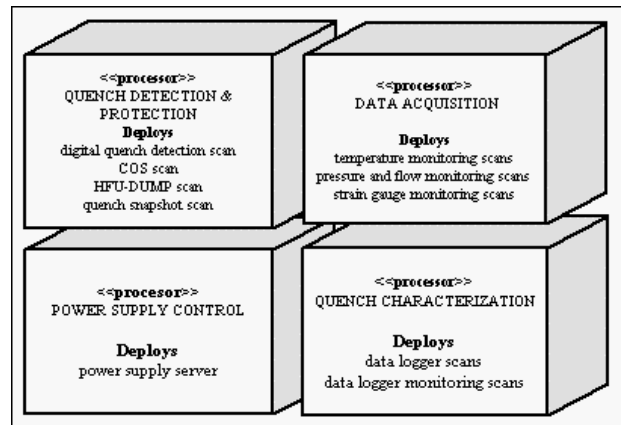 <<processor>>
QUENCH DETECTION &
PROTECTION
Deploys
digital quench detection scan
COS scan
HFU-DUMP scan
quench snapshot scan
<<processor>>
DATA ACQUISITION
Deploys
temperature monitoring scans
pressure and flow monitoring scans
strain gauge monitoring scans
<<procesor>>
POWER SUPPLY CONTROL
Deploys
power supply server
<<processor>>
QUENCH CHARACTERIZATION
Deploys
data logger scans
data logger monitoring scans